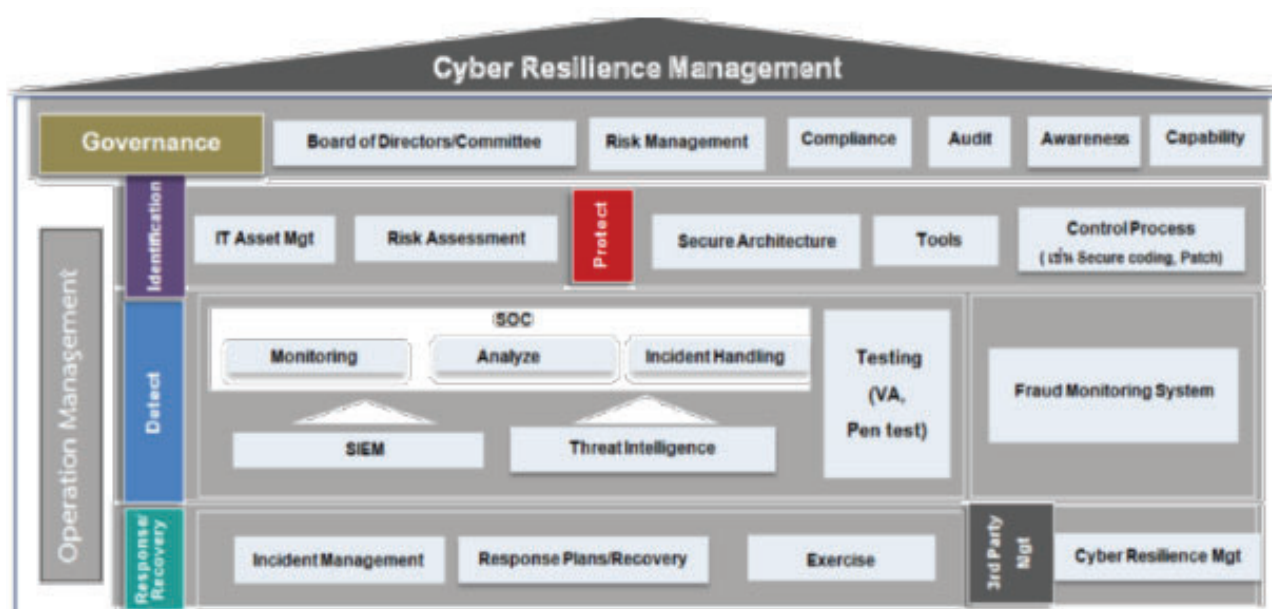 Cyber Resilience Management
Governance
Board of Directors/Committee
Risk Management
Compliance
Audit
Awareness
Capability
Operation Management
Identification
IT Asset Mgt
Risk Assessment
Protect
Secure Architecture
Tools
Control Process
( เช่น Secure coding, Patch)
Detect
(SOC)
Monitoring
Analyze
Incident Handling
SIEM
Threat Intelligence
Testing
(VA,
Pen test)
Fraud Monitoring System
Response/
Recovery
Incident Management
Response Plans/Recovery
Exercise
3rd Party
Mgt
Cyber Resilience Mgt